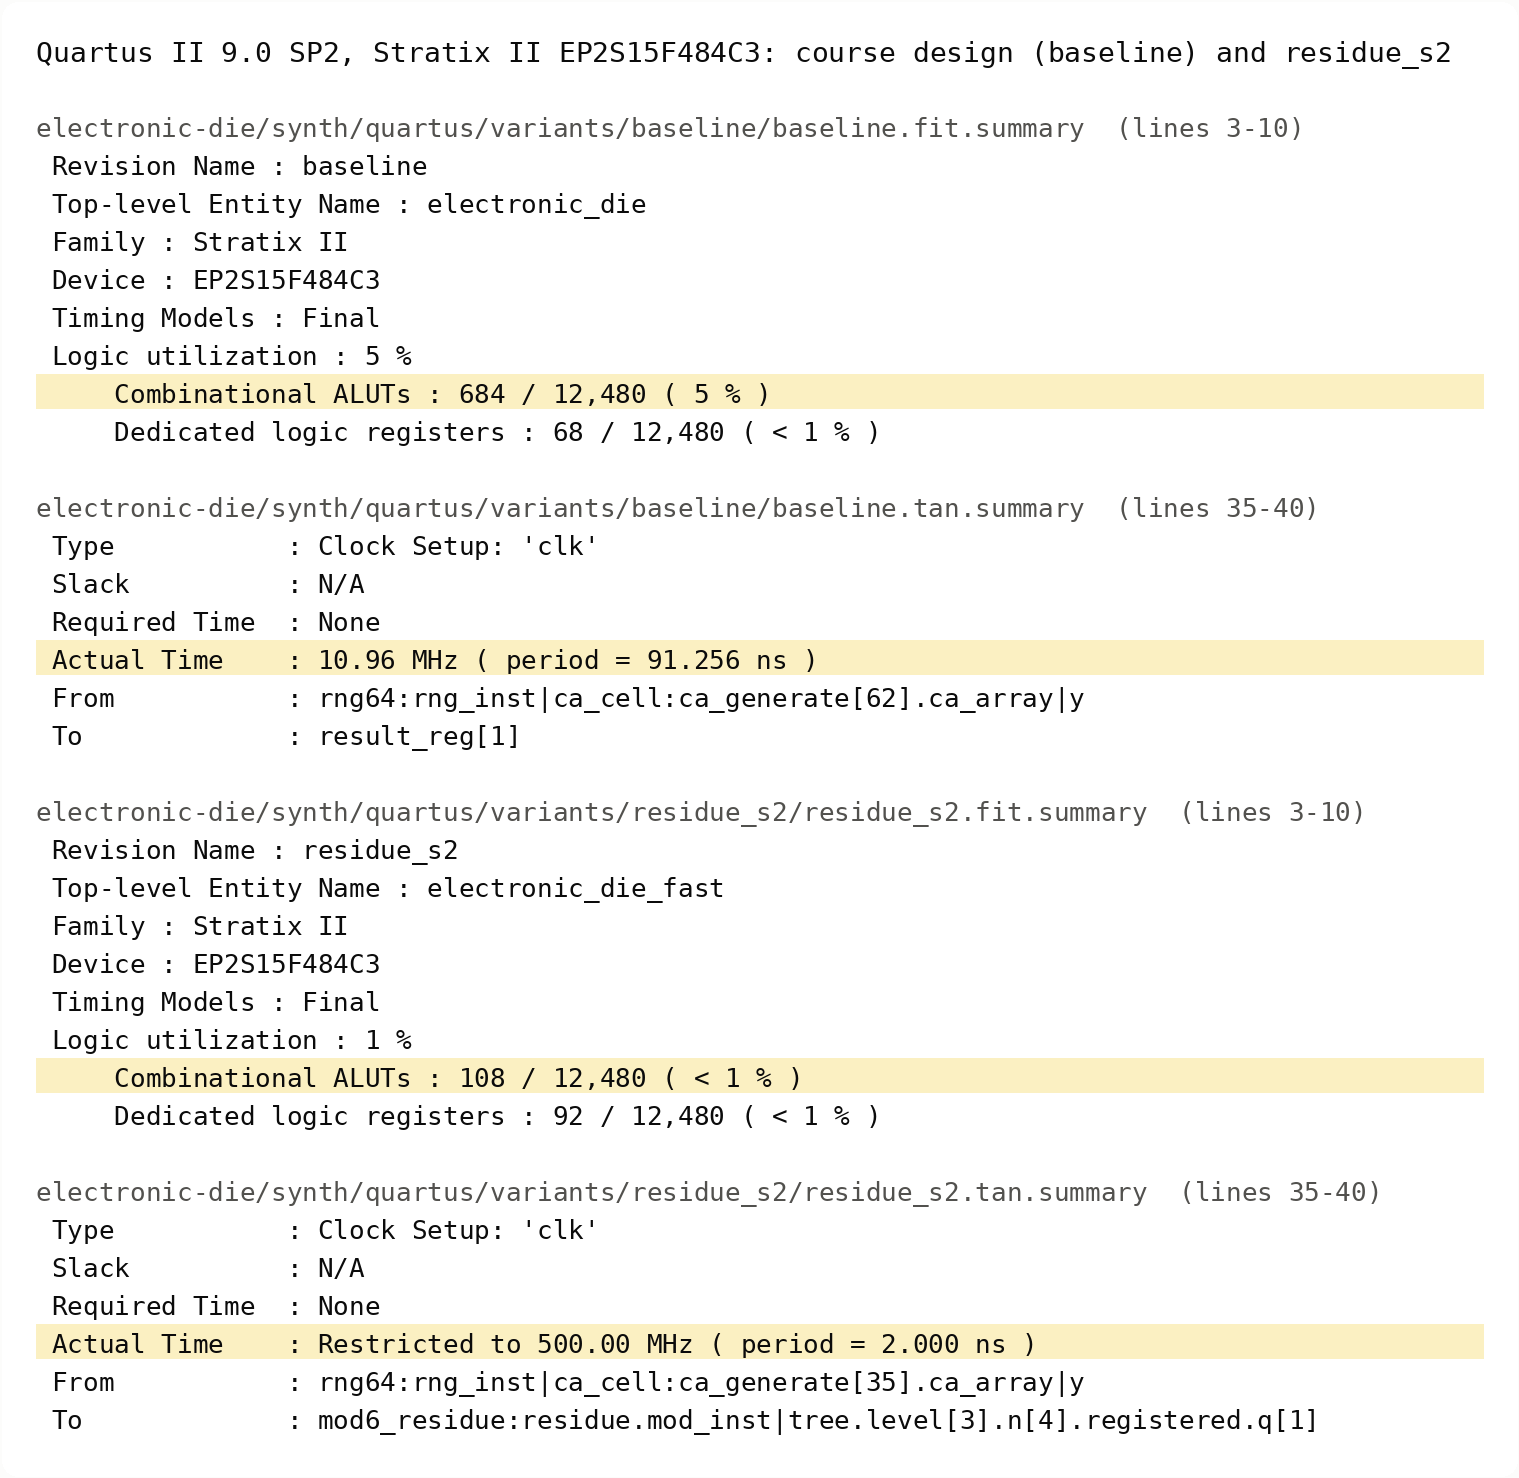 Quartus II 9.0 SP2, Stratix II EP2S15F484C3: course design (baseline) and residue_s2
electronic-die/synth/quartus/variants/baseline/baseline.fit.summary  (lines 3-10)
Revision Name : baseline
Top-level Entity Name : electronic_die
Family : Stratix II
Device : EP2S15F484C3
Timing Models : Final
Logic utilization : 5 %
Combinational ALUTs : 684 / 12,480 ( 5 % )
Dedicated logic registers : 68 / 12,480 ( < 1 % )
electronic-die/synth/quartus/variants/baseline/baseline.tan.summary  (lines 35-40)
Type           : Clock Setup: 'clk'
Slack          : N/A
Required Time  : None
Actual Time    : 10.96 MHz ( period = 91.256 ns )
From           : rng64:rng_inst|ca_cell:ca_generate[62].ca_array|y
To             : result_reg[1]
electronic-die/synth/quartus/variants/residue_s2/residue_s2.fit.summary  (lines 3-10)
Revision Name : residue_s2
Top-level Entity Name : electronic_die_fast
Family : Stratix II
Device : EP2S15F484C3
Timing Models : Final
Logic utilization : 1 %
Combinational ALUTs : 108 / 12,480 ( < 1 % )
Dedicated logic registers : 92 / 12,480 ( < 1 % )
electronic-die/synth/quartus/variants/residue_s2/residue_s2.tan.summary  (lines 35-40)
Type           : Clock Setup: 'clk'
Slack          : N/A
Required Time  : None
Actual Time    : Restricted to 500.00 MHz ( period = 2.000 ns )
From           : rng64:rng_inst|ca_cell:ca_generate[35].ca_array|y
To             : mod6_residue:residue.mod_inst|tree.level[3].n[4].registered.q[1]